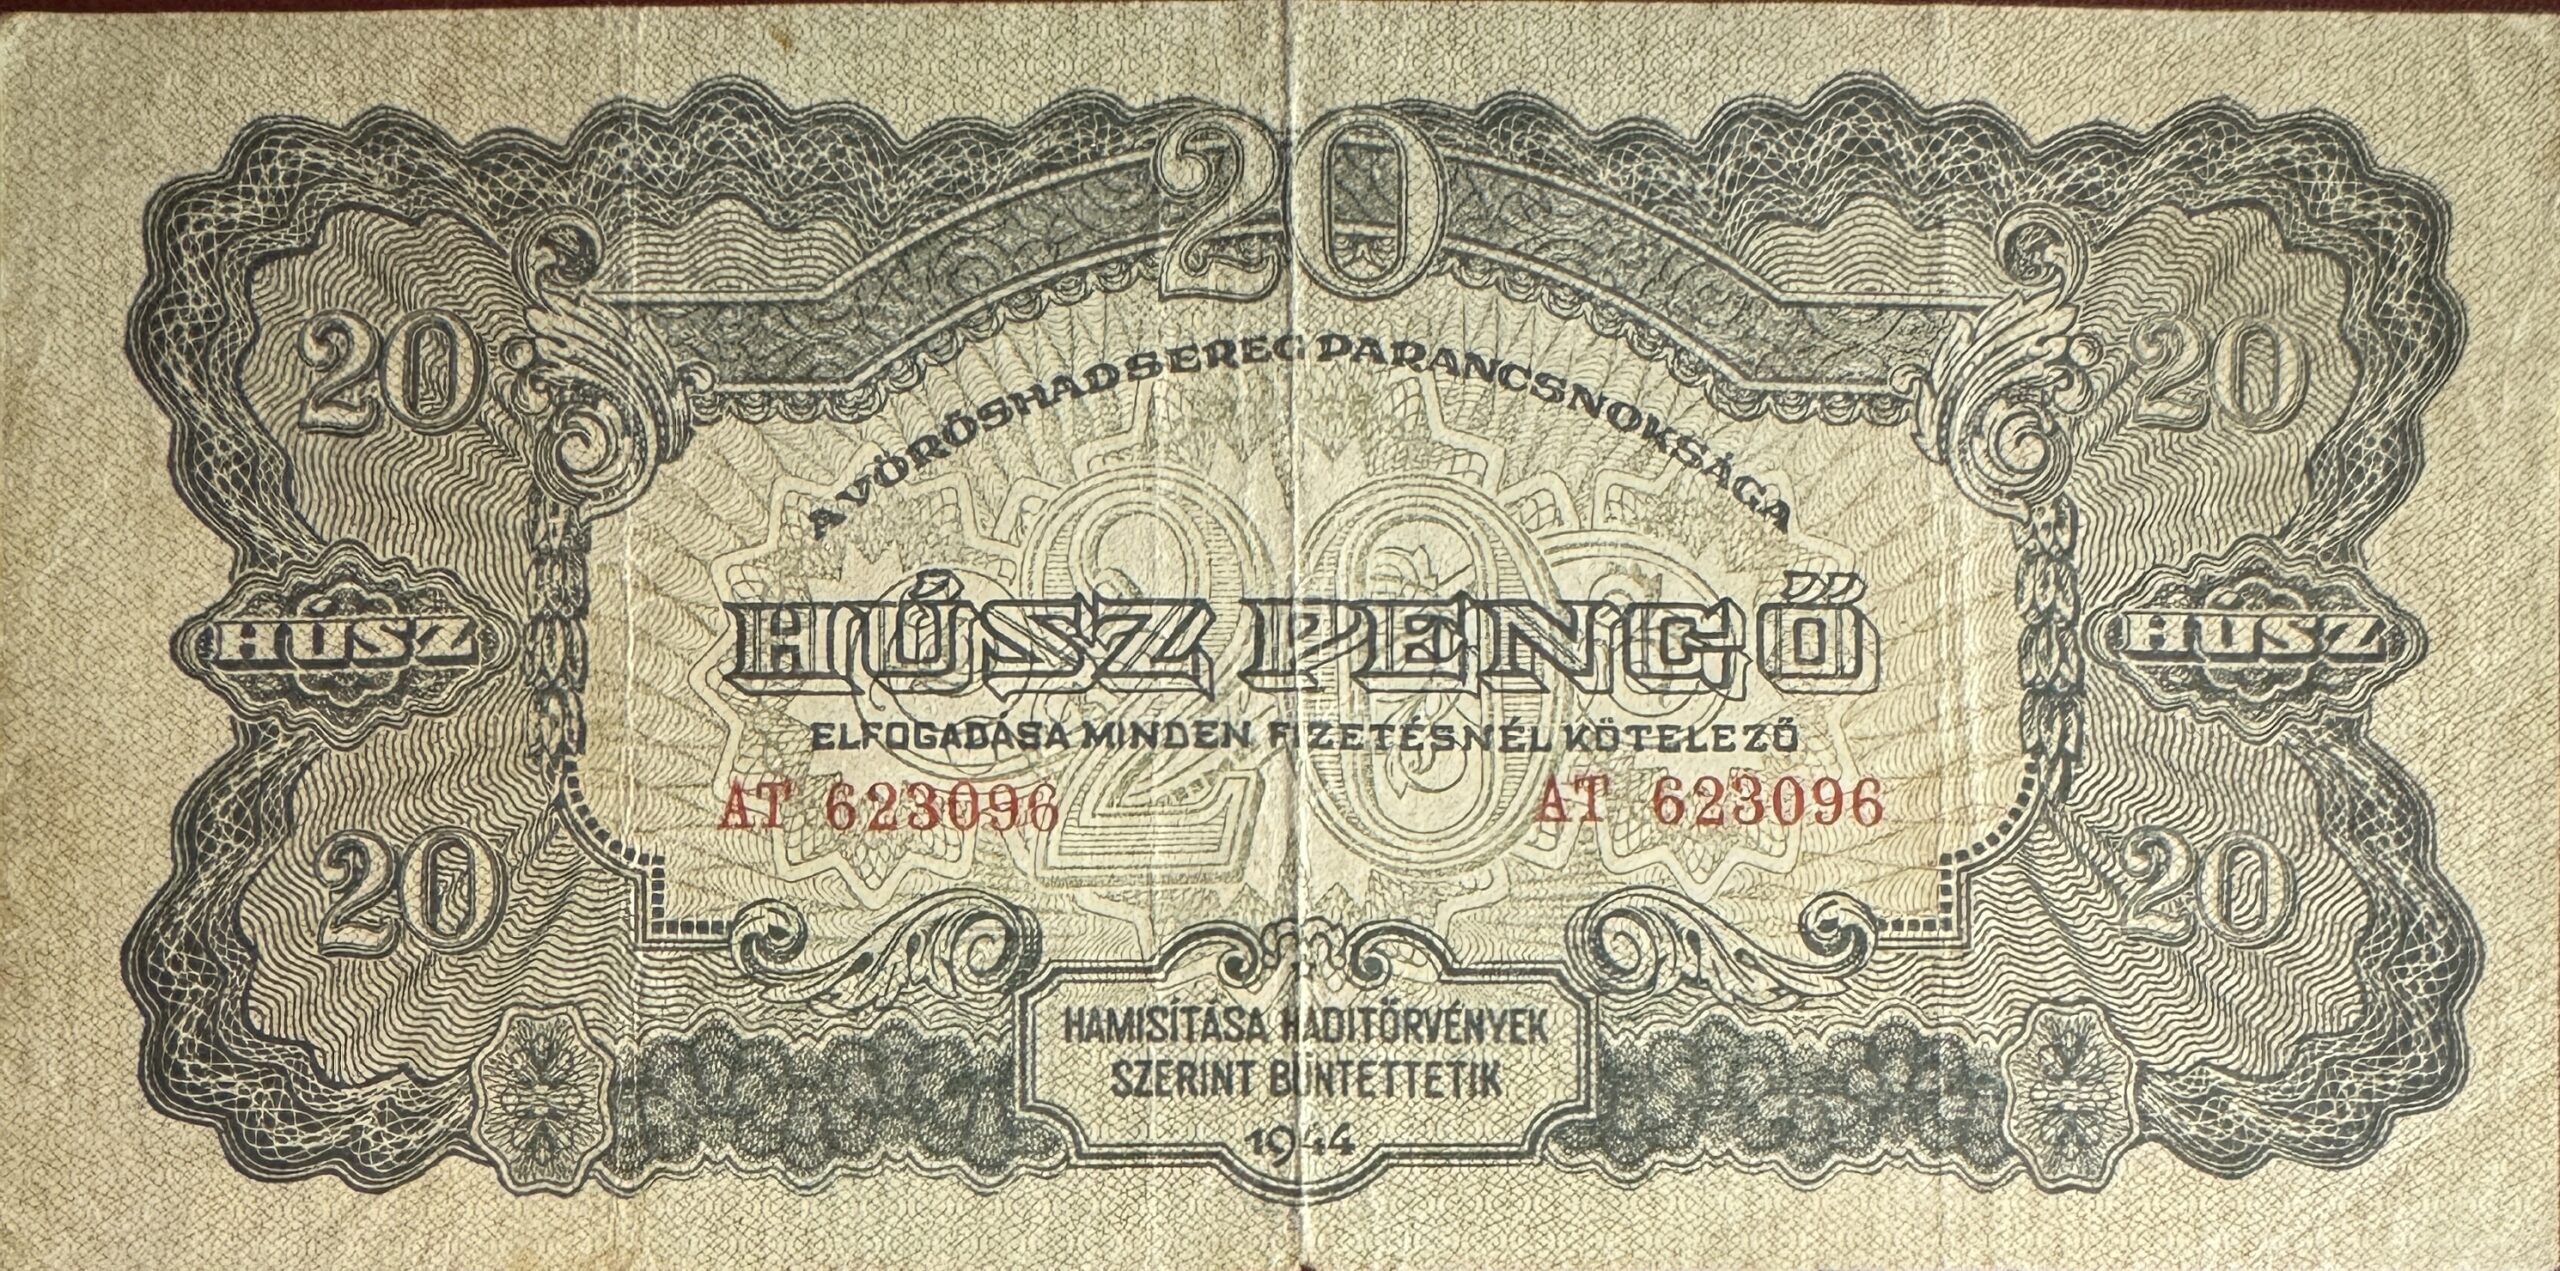 20
20 20
A VÖRÖSHADSEREG PARANCSNOKSÁGA
20
HÚSZ HÚSZ PENGŐ HÚSZ
ELFOGADÁSA MINDEN FIZETÉSNÉL KÖTELEZŐ
AT 623096 AT 623096
20 20
HAMISÍTÁSA HADITÖRVÉNYEK
SZERINT BÜNTETTETIK
1944